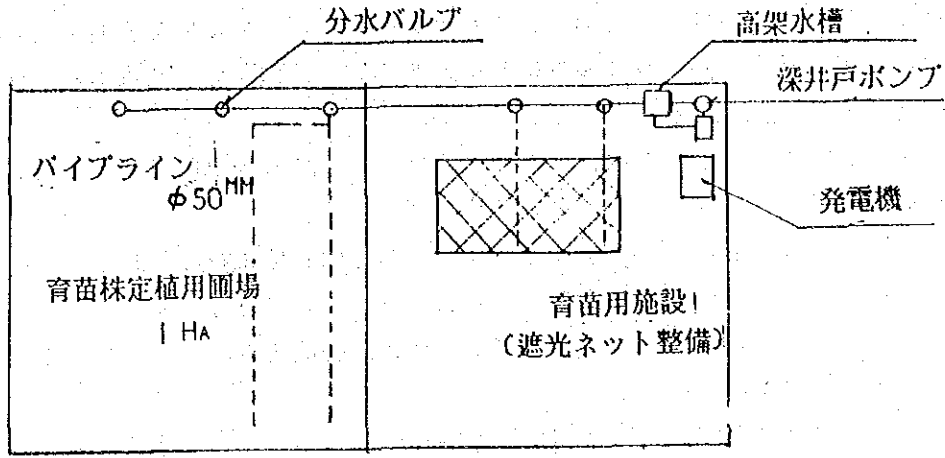 分水バルブ
高架水槽
深井戸ポンプ
パイプライン
φ50MM
発電機
育苗株定植用圃場
1 HA
育苗用施設
(遮光ネット整備)